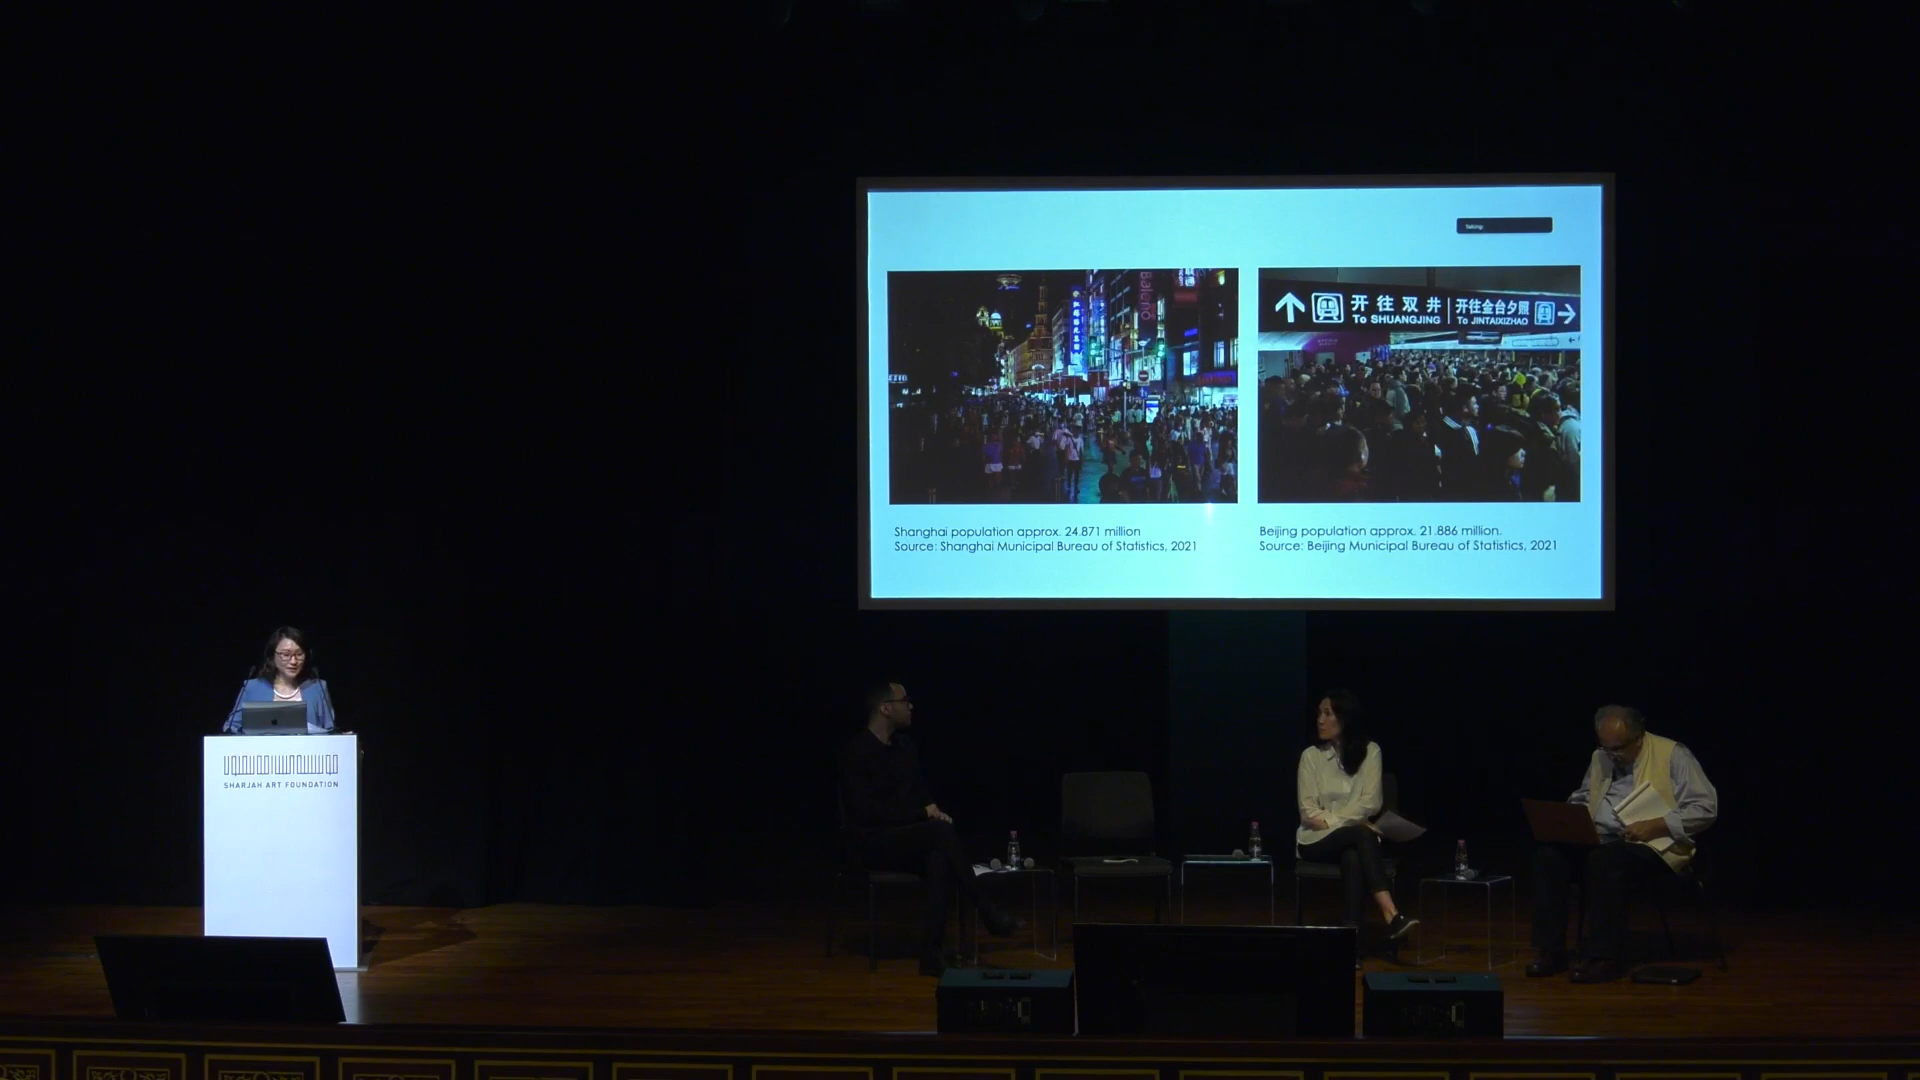 Talking:
Baleno
开往双井 | 开往金台夕照
To SHUANGJING | To JINTAIXIZHAO
Shanghai population approx. 24.871 million
Source: Shanghai Municipal Bureau of Statistics, 2021
Beijing population approx. 21.886 million.
Source: Beijing Municipal Bureau of Statistics, 2021
SHARJAH ART FOUNDATION